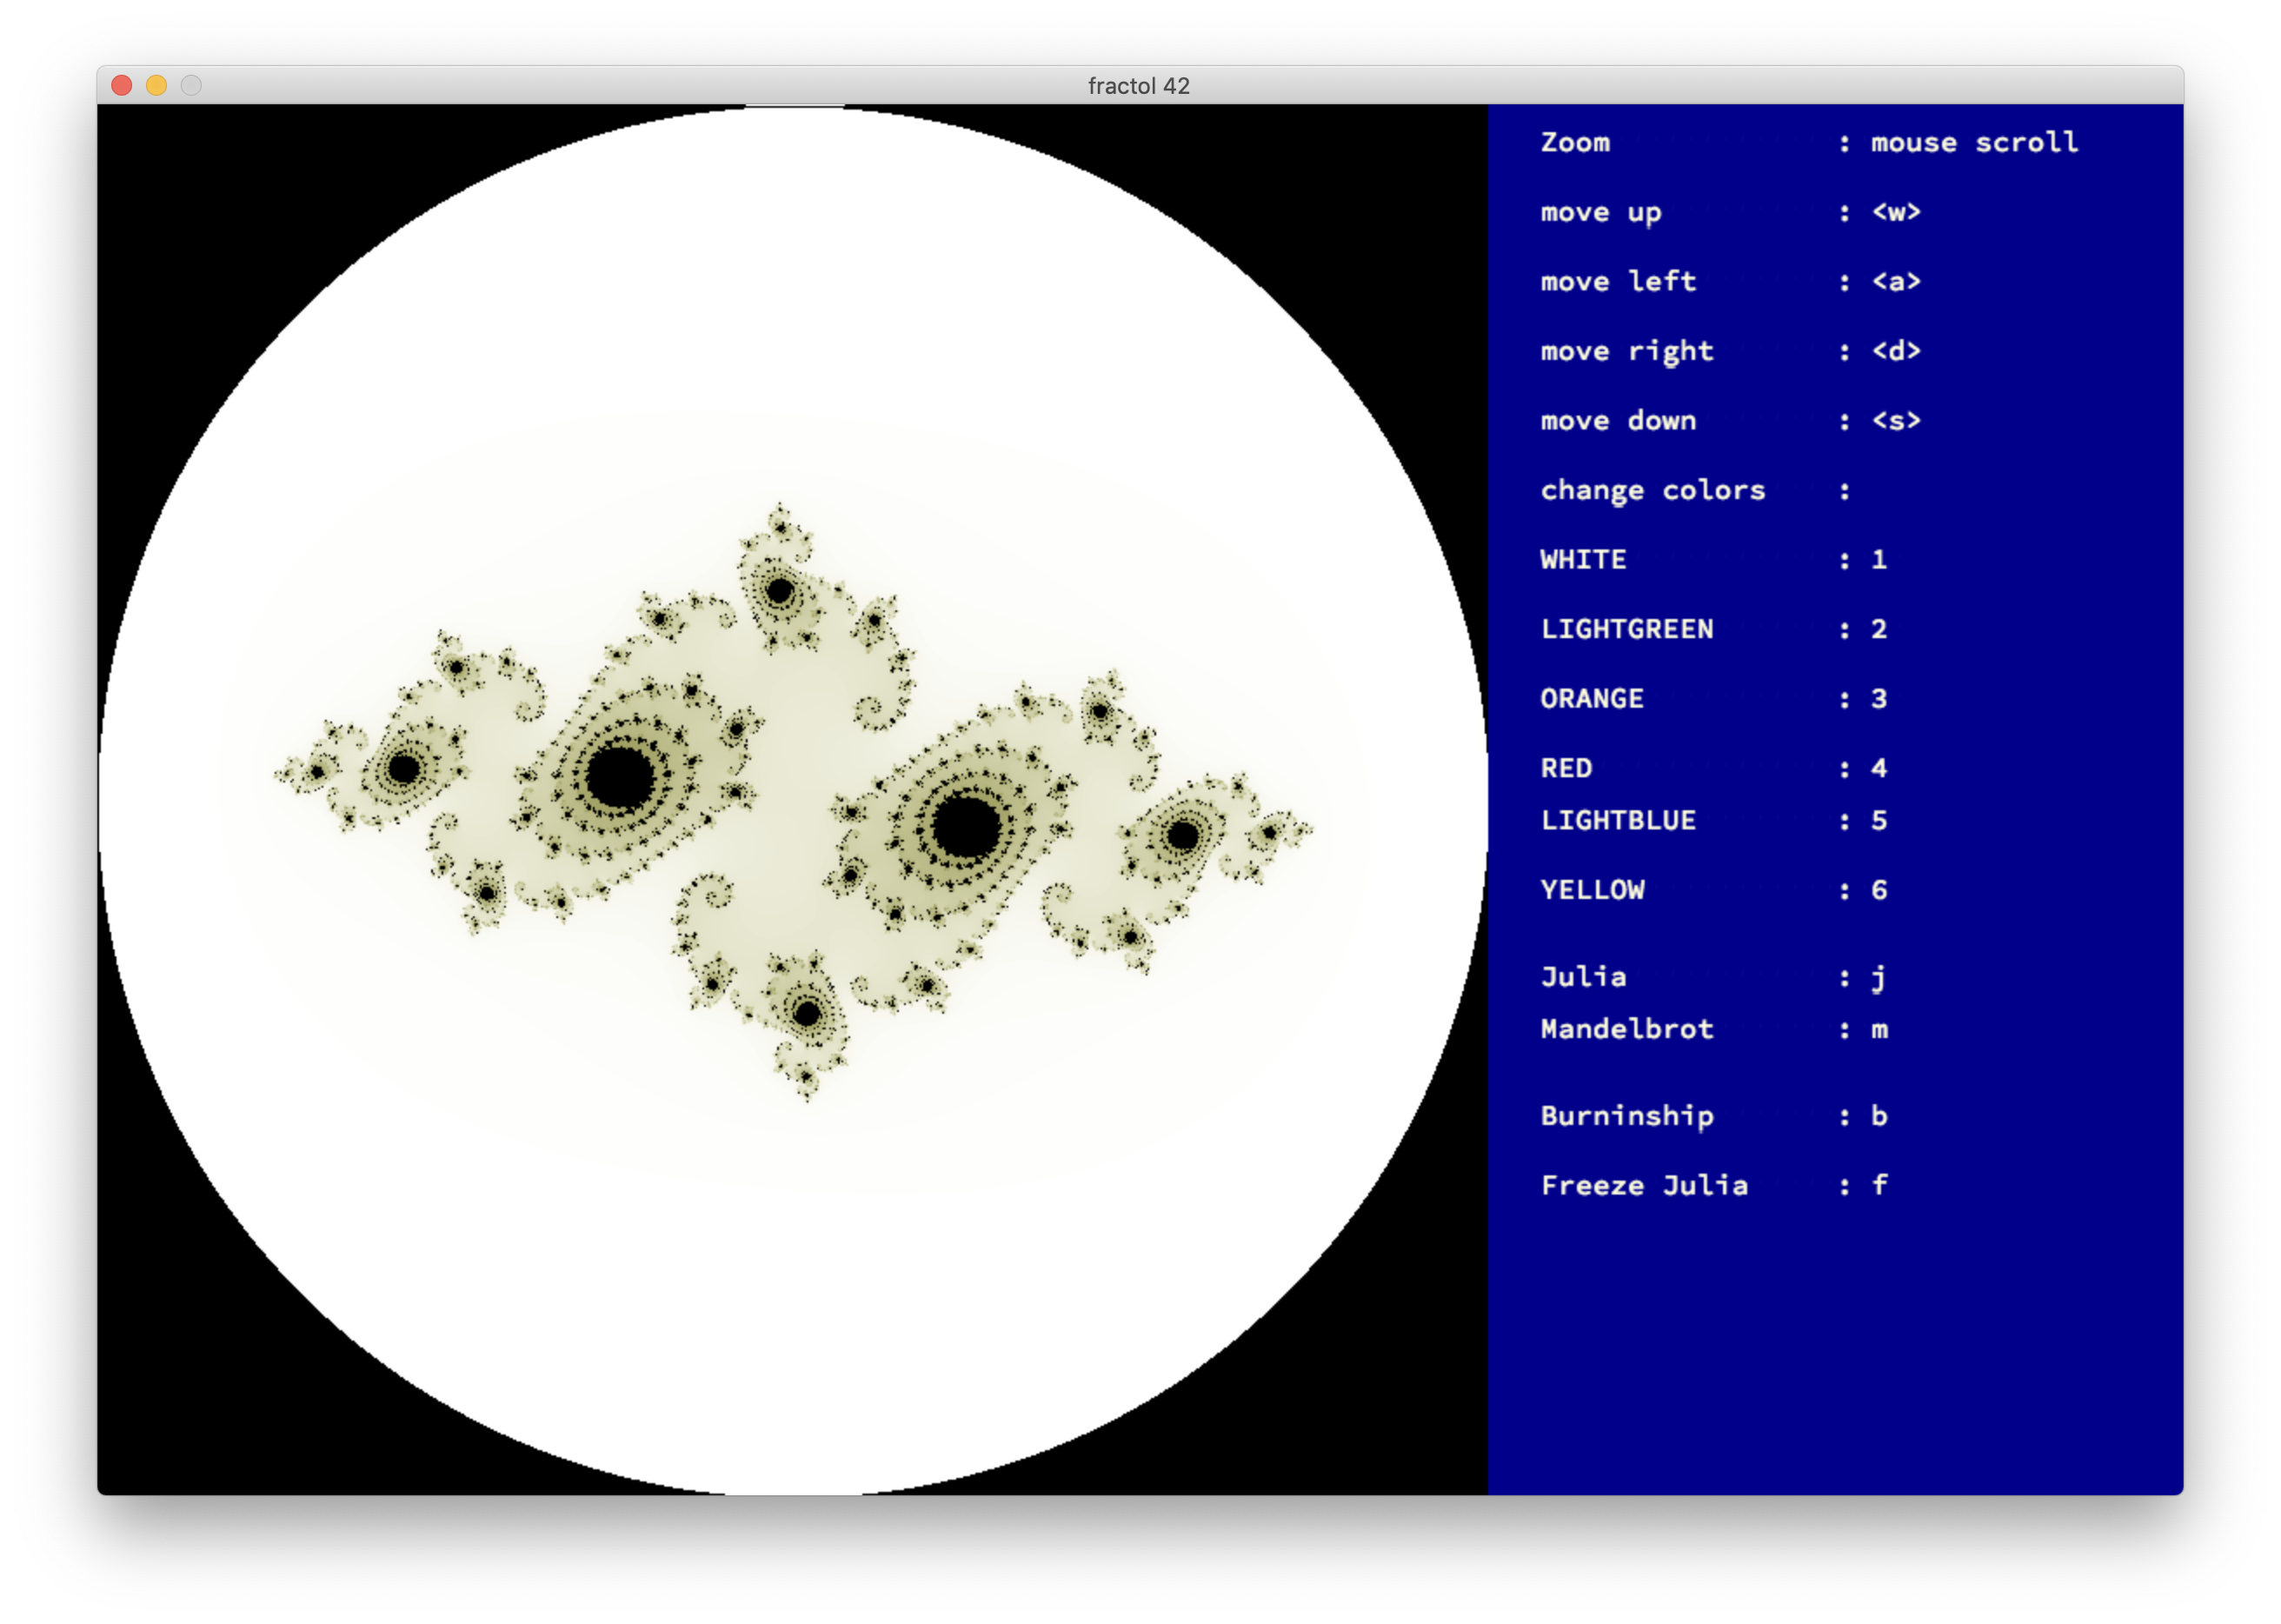 fractol 42
Zoom : mouse scroll
move up : <w>
move left : <a>
move right : <d>
move down : <s>
change colors :
WHITE : 1
LIGHTGREEN : 2
ORANGE : 3
RED : 4
LIGHTBLUE : 5
YELLOW : 6
Julia : j
Mandelbrot : m
Burninship : b
Freeze Julia : f